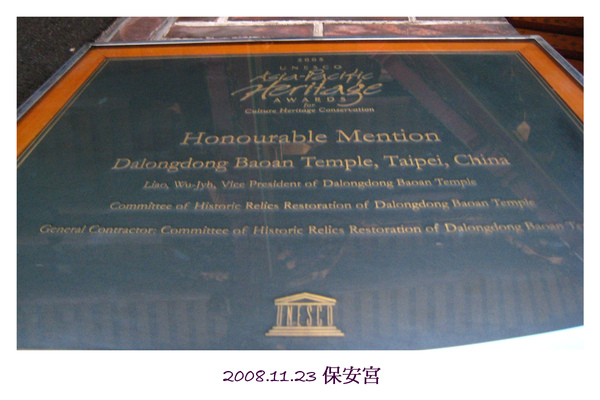 2003
UNESCO
Asia-Pacific
Heritage
AWARDS
for
Culture Heritage Conservation
Honourable Mention
Dalongdong Baoan Temple, Taipei, China
Liao, Wu-Jyh, Vice President of Dalongdong Baoan Temple
Committee of Historic Relics Restoration of Dalongdong Baoan Temple
General Contractor: Committee of Historic Relics Restoration of Dalongdong Baoan
UNESCO
2008.11.23 保安宮